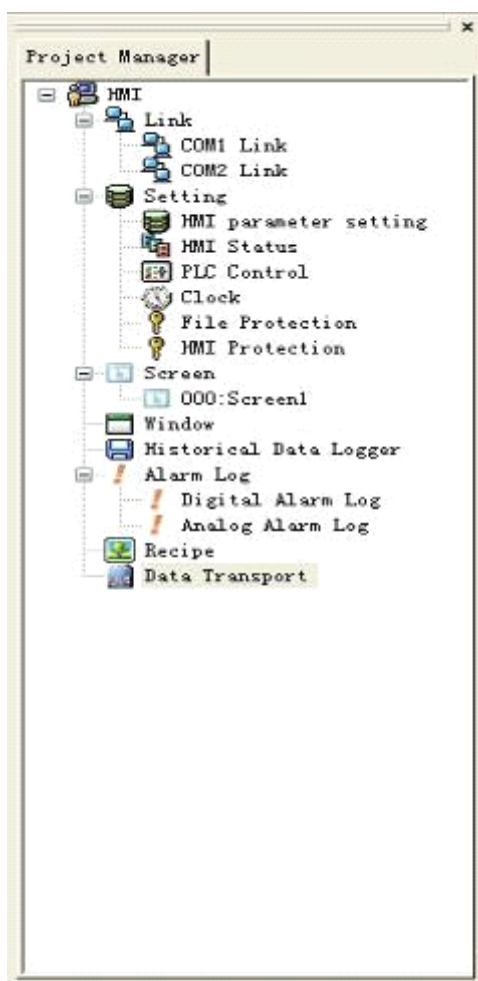 Project Manager
HMI
Link
COM1 Link
COM2 Link
Setting
HMI parameter setting
HMI Status
PLC Control
Clock
File Protection
HMI Protection
Screen
000:Screen1
Window
Historical Data Logger
Alarm Log
Digital Alarm Log
Analog Alarm Log
Recipe
Data Transport